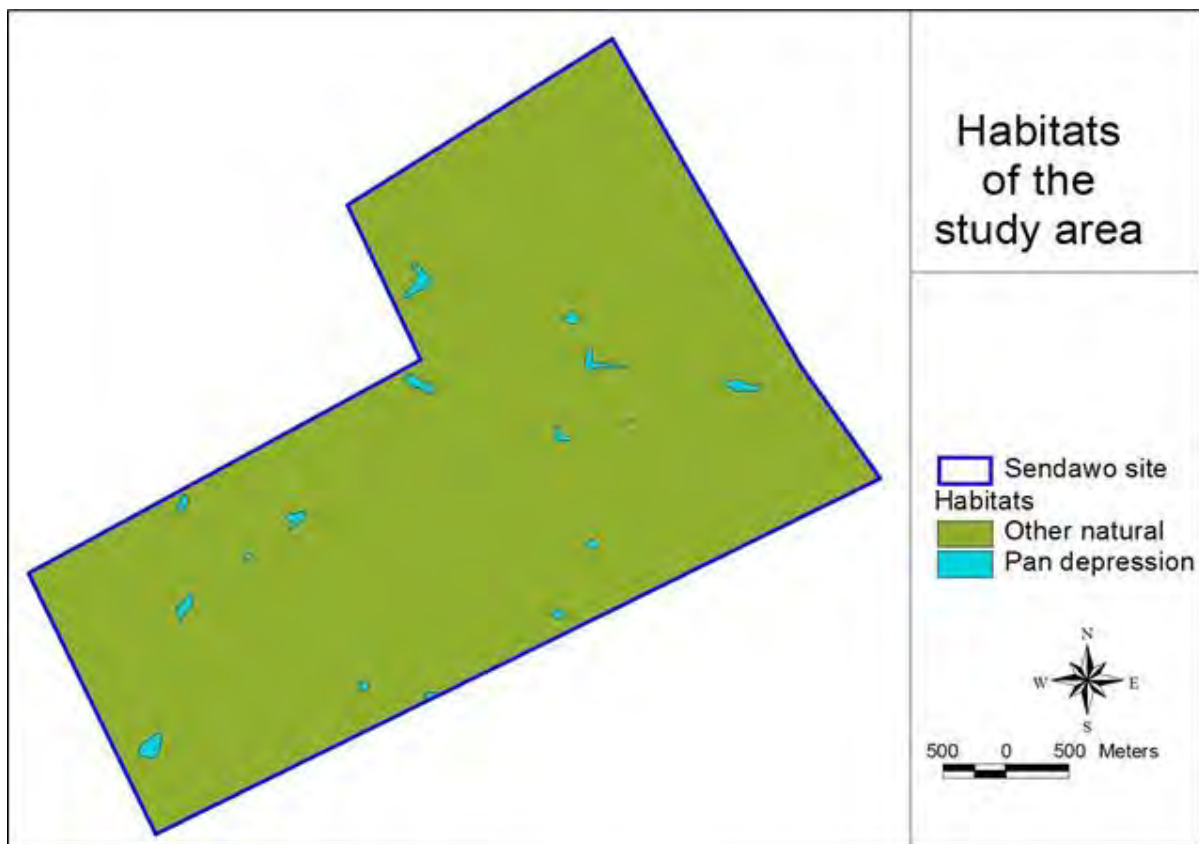 Habitats
of the
study area
Sendawo site
Habitats
Other natural
Pan depression
N
W E
S
500 0 500 Meters